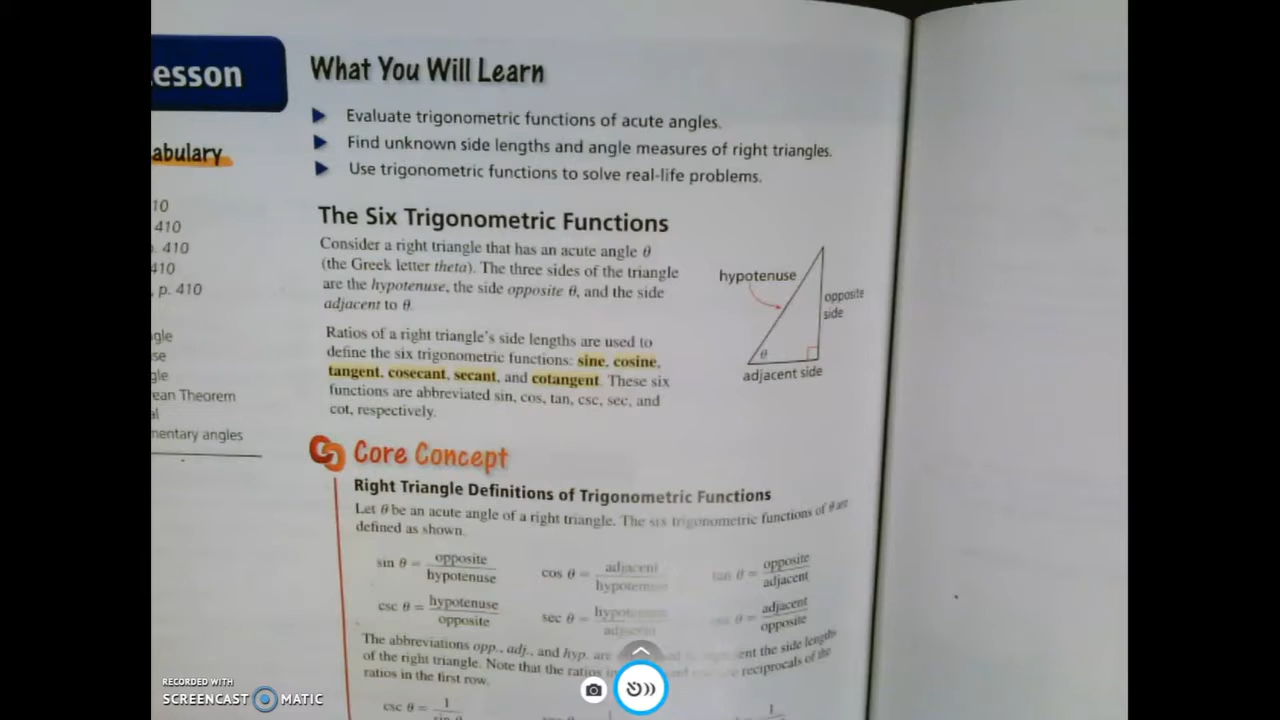 esson
abulary
10
410
. 410
410
, p. 410
gle
se
gle
ean Theorem
al
mentary angles
What You Will Learn
Evaluate trigonometric functions of acute angles.
Find unknown side lengths and angle measures of right triangles.
Use trigonometric functions to solve real-life problems.
The Six Trigonometric Functions
Consider a right triangle that has an acute angle θ
(the Greek letter theta). The three sides of the triangle
are the hypotenuse, the side opposite θ, and the side
adjacent to θ.
hypotenuse
opposite
side
θ
adjacent side
Ratios of a right triangle's side lengths are used to
define the six trigonometric functions: sine, cosine,
tangent, cosecant, secant, and cotangent. These six
functions are abbreviated sin, cos, tan, csc, sec, and
cot, respectively.
Core Concept
Right Triangle Definitions of Trigonometric Functions
Let θ be an acute angle of a right triangle. The six trigonometric functions of θ are
defined as shown.
sin θ = opposite / hypotenuse cos θ = adjacent / hypotenuse tan θ = opposite / adjacent
csc θ = hypotenuse / opposite sec θ = hypotenuse / adjacent θ = adjacent / opposite
The abbreviations opp., adj., and hyp. are the side lengths
of the right triangle. Note that the ratios in reciprocals of the
ratios in the first row.
csc θ = 1 / sin θ 1
RECORDED WITH
SCREENCAST MATIC